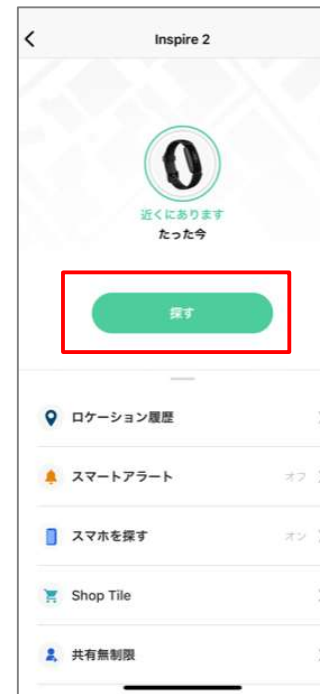 Inspire 2
近くにあります
たった今
探す
ロケーション履歴
スマートアラート オフ
スマホを探す オン
Shop Tile
共有無制限